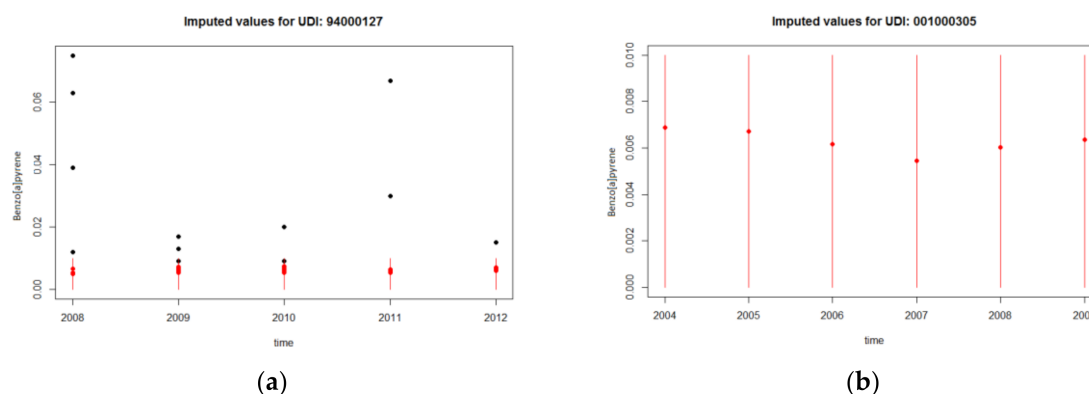 Imputed values for UDI: 94000127
Benzo[a]pyrene
0.06
0.04
0.02
0.00
2008 2009 2010 2011 2012
time
(a)
Imputed values for UDI: 001000305
Benzo[a]pyrene
0.010
0.008
0.006
0.004
0.002
0.000
2004 2005 2006 2007 2008 200
time
(b)